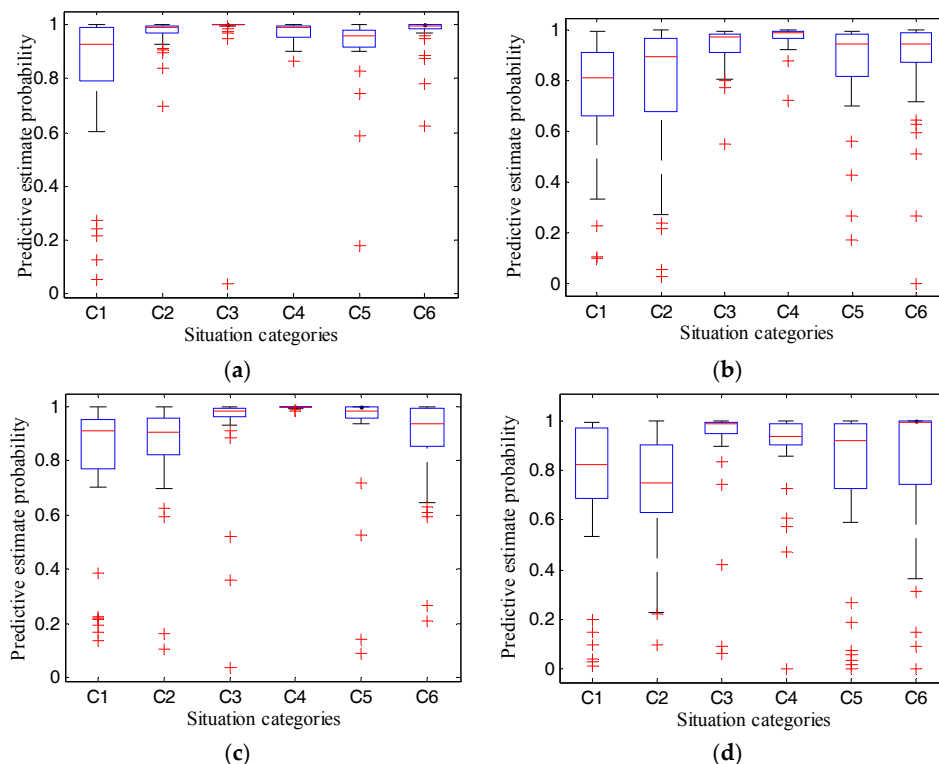 Predictive estimate probability
1
0.8
0.6
0.4
0.2
0
C1 C2 C3 C4 C5 C6
Situation categories
(a)
Predictive estimate probability
1
0.8
0.6
0.4
0.2
0
C1 C2 C3 C4 C5 C6
Situation categories
(b)
Predictive estimate probability
1
0.8
0.6
0.4
0.2
0
C1 C2 C3 C4 C5 C6
Situation categories
(c)
Predictive estimate probability
1
0.8
0.6
0.4
0.2
0
C1 C2 C3 C4 C5 C6
Situation categories
(d)